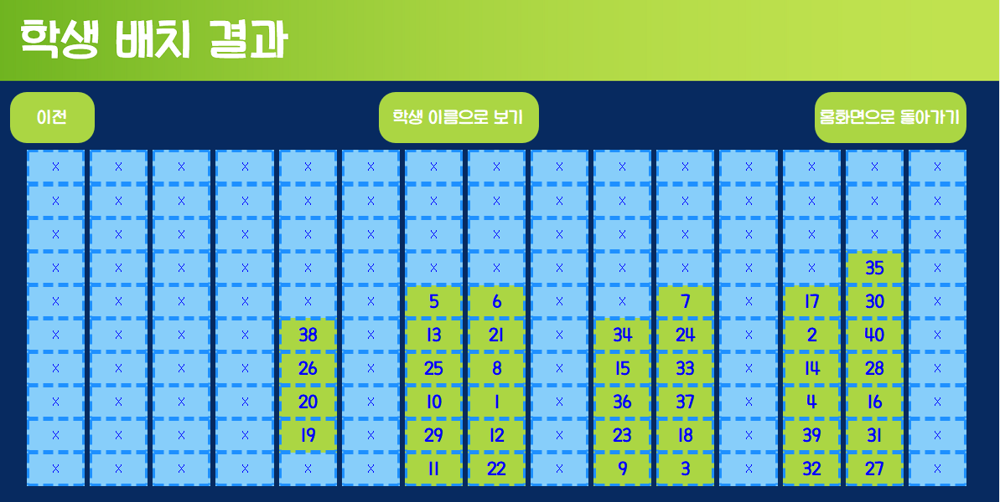 학생 배치 결과
이전 학생 이름으로 보기 홈화면으로 돌아가기
X X X X X X X X X X X X X X X
X X X X X X X X X X X X X X X
X X X X X X X X X X X X X X X
X X X X X X X X X X X X X 35 X
X X X X X X 5 6 X X 7 X 17 30 X
X X X X 38 X 13 21 X 34 24 X 2 40 X
X X X X 26 X 25 8 X 15 33 X 14 28 X
X X X X 20 X 10 1 X 36 37 X 4 16 X
X X X X 19 X 29 12 X 23 18 X 39 31 X
X X X X X X 11 22 X 9 3 X 32 27 X